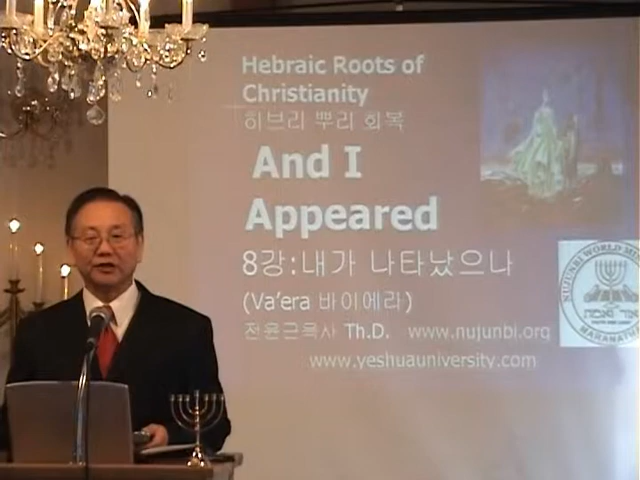 Hebraic Roots of
Christianity
히브리 뿌리 회복
And I
Appeared
8강:내가 나타났으나
(Va'era 바이에라)
전윤근목사 Th.D. www.nujunbi.org
www.yeshuauniversity.com
NUJUNBI WORLD
MARANATHA